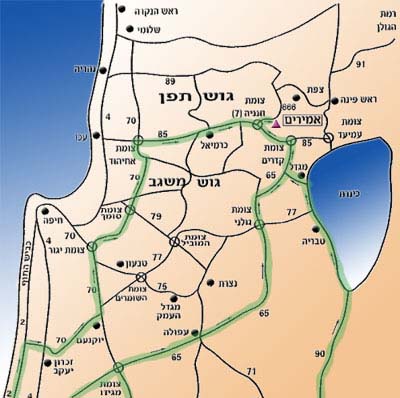 ראש הנקרה
שלומי
רמת
הגולן
נהריה
89
גוש תפן
צפת
91
4
70
צומת
חנניה (7)
866
אמירים
ראש פינה
צומת
עמיעד
עכו
85
כרמיאל
צומת
אחיהוד
צומת
קדרים
85
70
גוש משגב
65
מגדל
כינרת
חיפה
4
צומת
סומך
79
צומת
המוביל
צומת
גולני
77
77
טבריה
כביש החוף
צומת יגור
טבעון
2
70
צומת
השומרים
75
נצרת
מגדל
העמק
4
70
יוקנעם
עפולה
65
2
זכרון
יעקב
צומת
מגידו
65
71
90